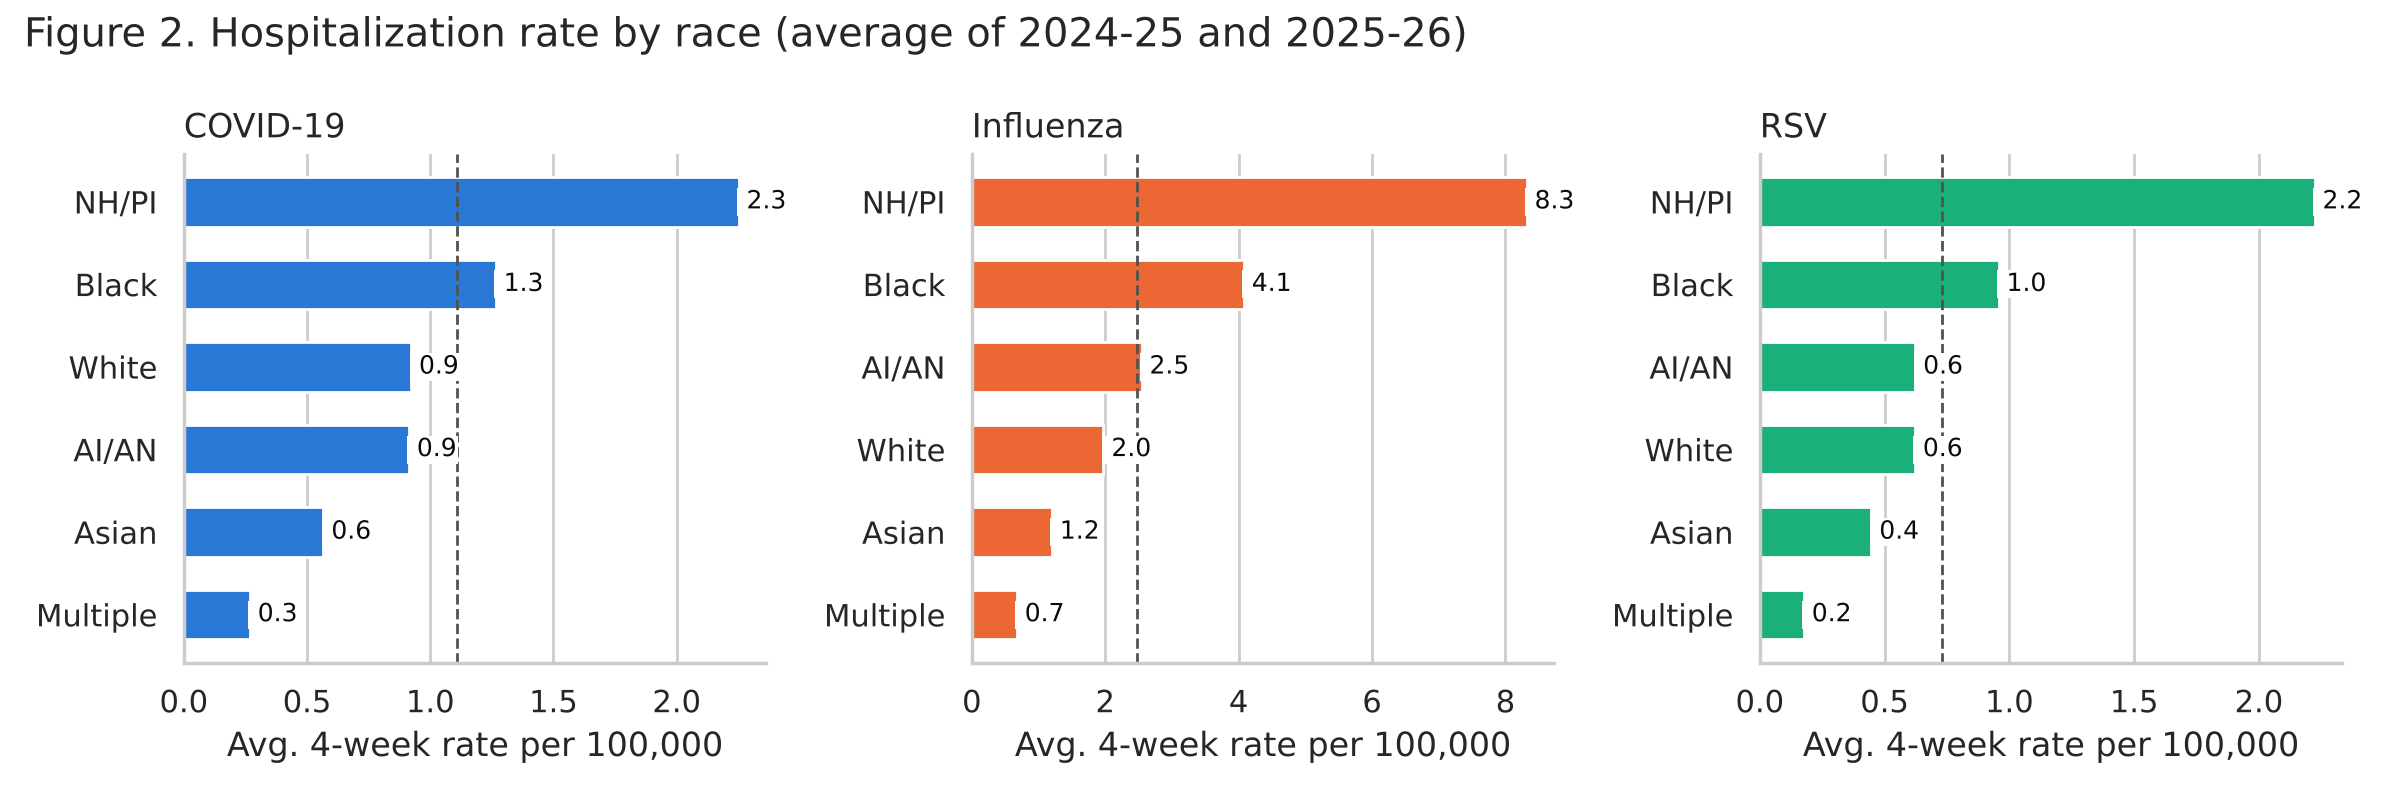 Figure 2. Hospitalization rate by race (average of 2024-25 and 2025-26)
COVID-19
NH/PI 2.3
Black 1.3
White 0.9
AI/AN 0.9
Asian 0.6
Multiple 0.3
0.0 0.5 1.0 1.5 2.0
Avg. 4-week rate per 100,000
Influenza
NH/PI 8.3
Black 4.1
AI/AN 2.5
White 2.0
Asian 1.2
Multiple 0.7
0 2 4 6 8
Avg. 4-week rate per 100,000
RSV
NH/PI 2.2
Black 1.0
AI/AN 0.6
White 0.6
Asian 0.4
Multiple 0.2
0.0 0.5 1.0 1.5 2.0
Avg. 4-week rate per 100,000